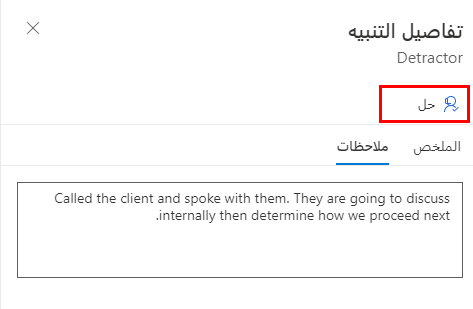 تفاصيل التنبيه
Detractor
حل
الملخص ملاحظات
Called the client and spoke with them. They are going to discuss
internally then determine how we proceed next.